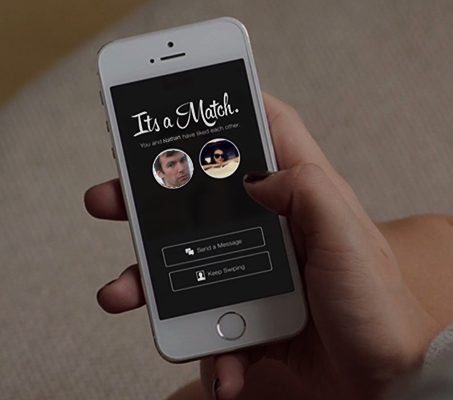 It's a Match.
You and Nathan have liked each other.
Send a Message
Keep Swiping